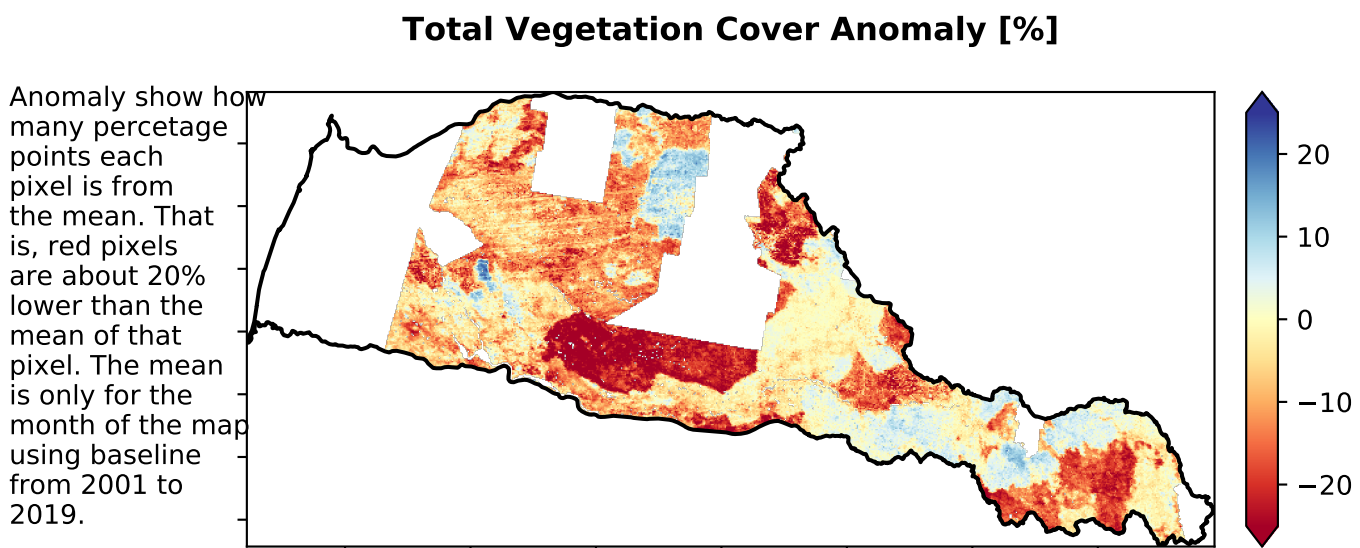 Total Vegetation Cover Anomaly [%]
Anomaly show how
many percetage
points each
pixel is from
the mean. That
is, red pixels
are about 20%
lower than the
mean of that
pixel. The mean
is only for the
month of the map
using baseline
from 2001 to
2019.
20
10
0
−10
−20